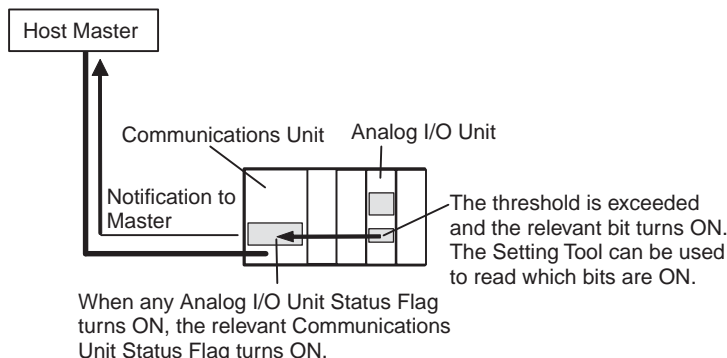 Host Master
Communications Unit
Analog I/O Unit
Notification to
Master
The threshold is exceeded
and the relevant bit turns ON.
The Setting Tool can be used
to read which bits are ON.
When any Analog I/O Unit Status Flag
turns ON, the relevant Communications
Unit Status Flag turns ON.